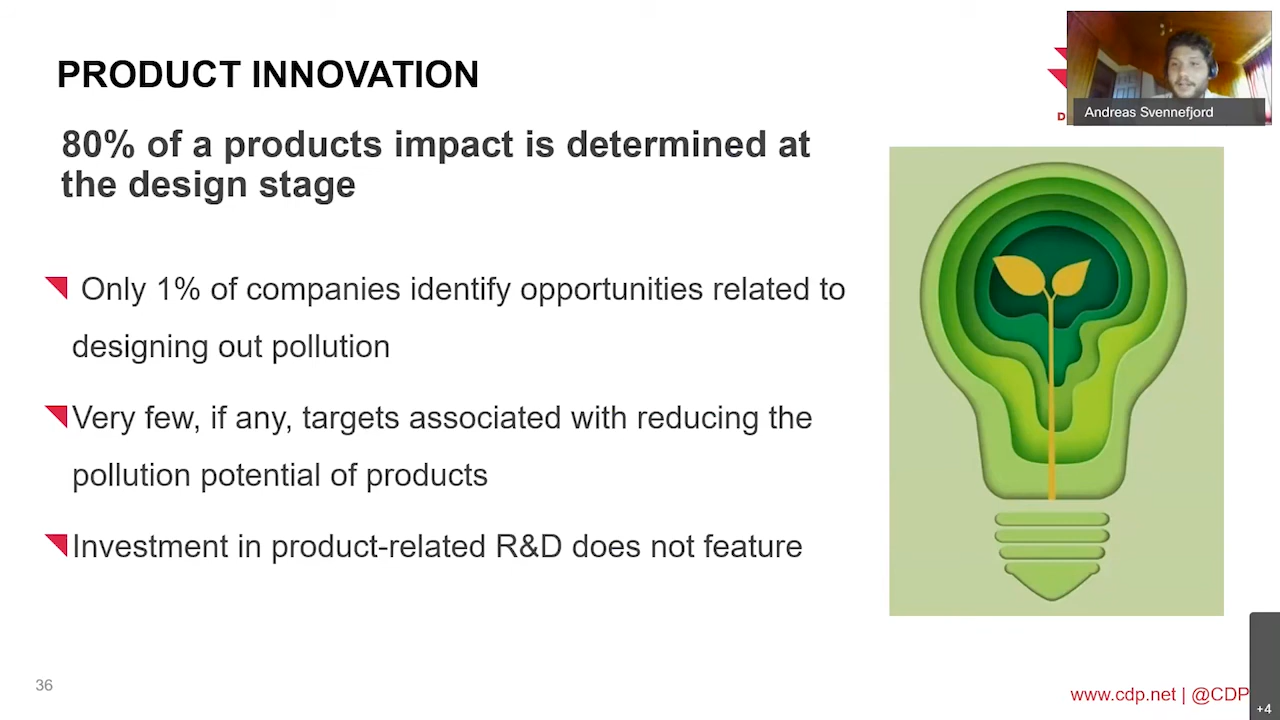 PRODUCT INNOVATION
Andreas Svennefjord
D
80% of a products impact is determined at
the design stage
Only 1% of companies identify opportunities related to
designing out pollution
Very few, if any, targets associated with reducing the
pollution potential of products
Investment in product-related R&D does not feature
36
www.cdp.net | @CDP
+4